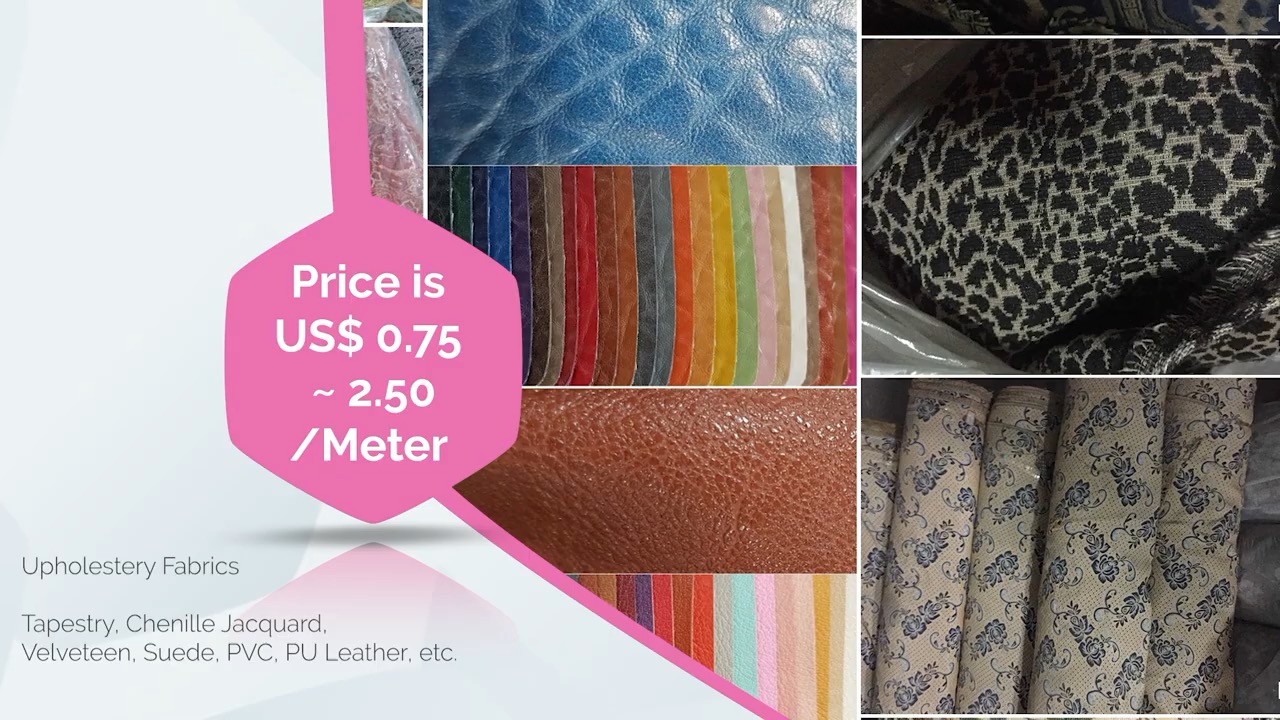 Price is
US$ 0.75
~ 2.50
/Meter
Upholestery Fabrics
Tapestry, Chenille Jacquard,
Velveteen, Suede, PVC, PU Leather, etc.